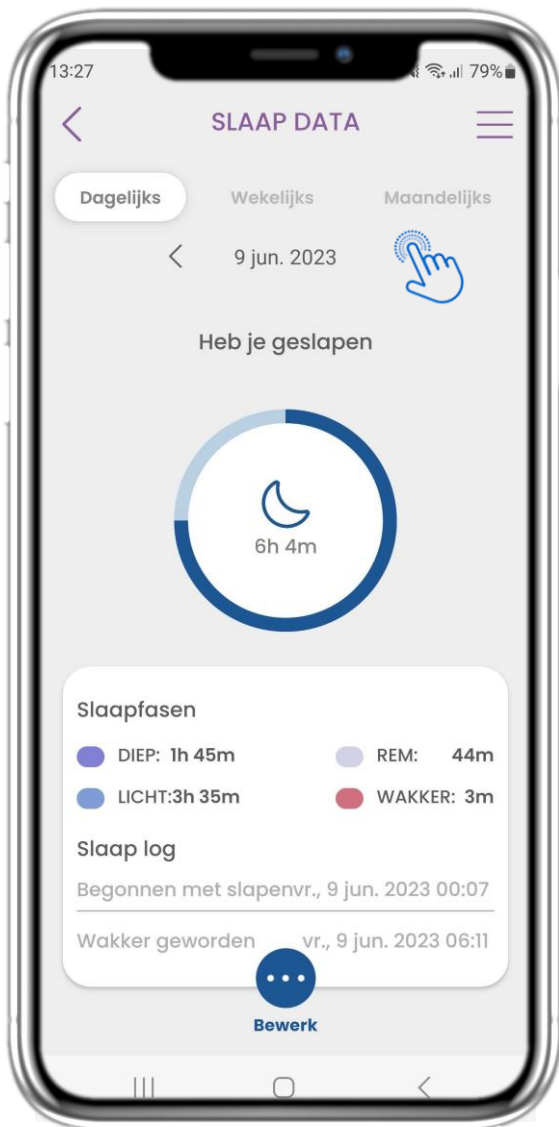 13:27 79%
SLAAP DATA
Dagelijks Wekelijks Maandelijks
9 jun. 2023
Heb je geslapen
6h 4m
Slaapfasen
DIEP: 1h 45m REM: 44m
LICHT:3h 35m WAKKER: 3m
Slaap log
Begonnen met slapenvr., 9 jun. 2023 00:07
Wakker geworden vr., 9 jun. 2023 06:11
Bewerk